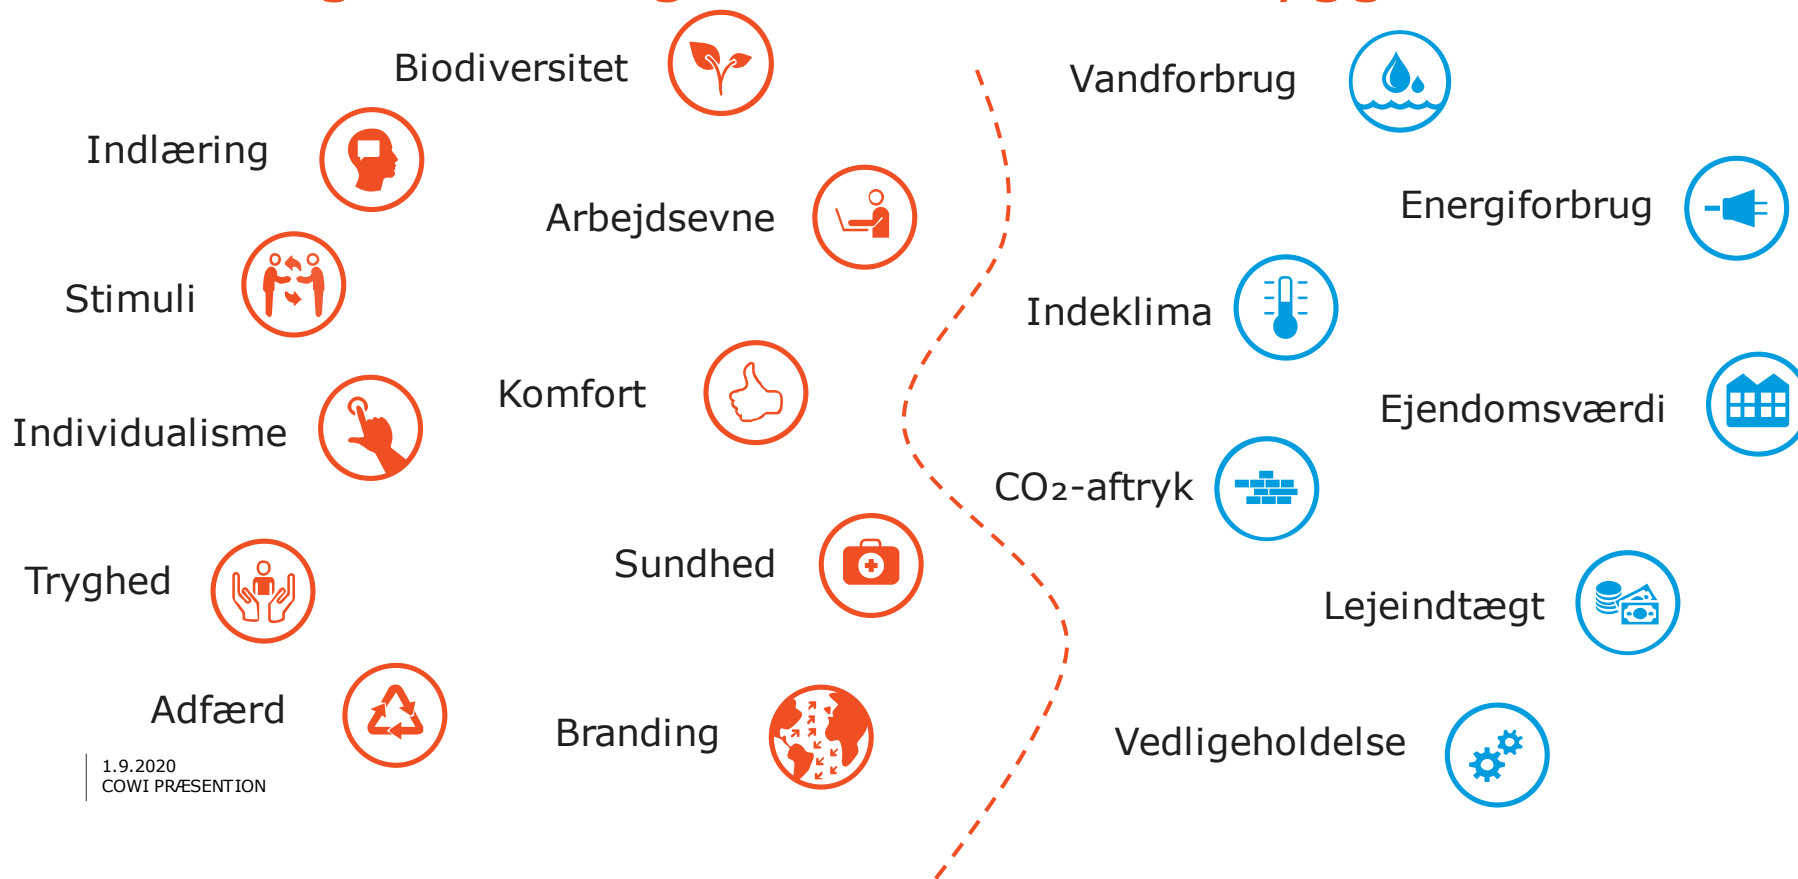 Biodiversitet
Indlæring
Arbejdsevne
Stimuli
Komfort
Individualisme
Sundhed
Tryghed
Adfærd
Branding
Vandforbrug
Energiforbrug
Indeklima
Ejendomsværdi
CO2-aftryk
Lejeindtægt
Vedligeholdelse
1.9.2020
COWI PRÆSENTION